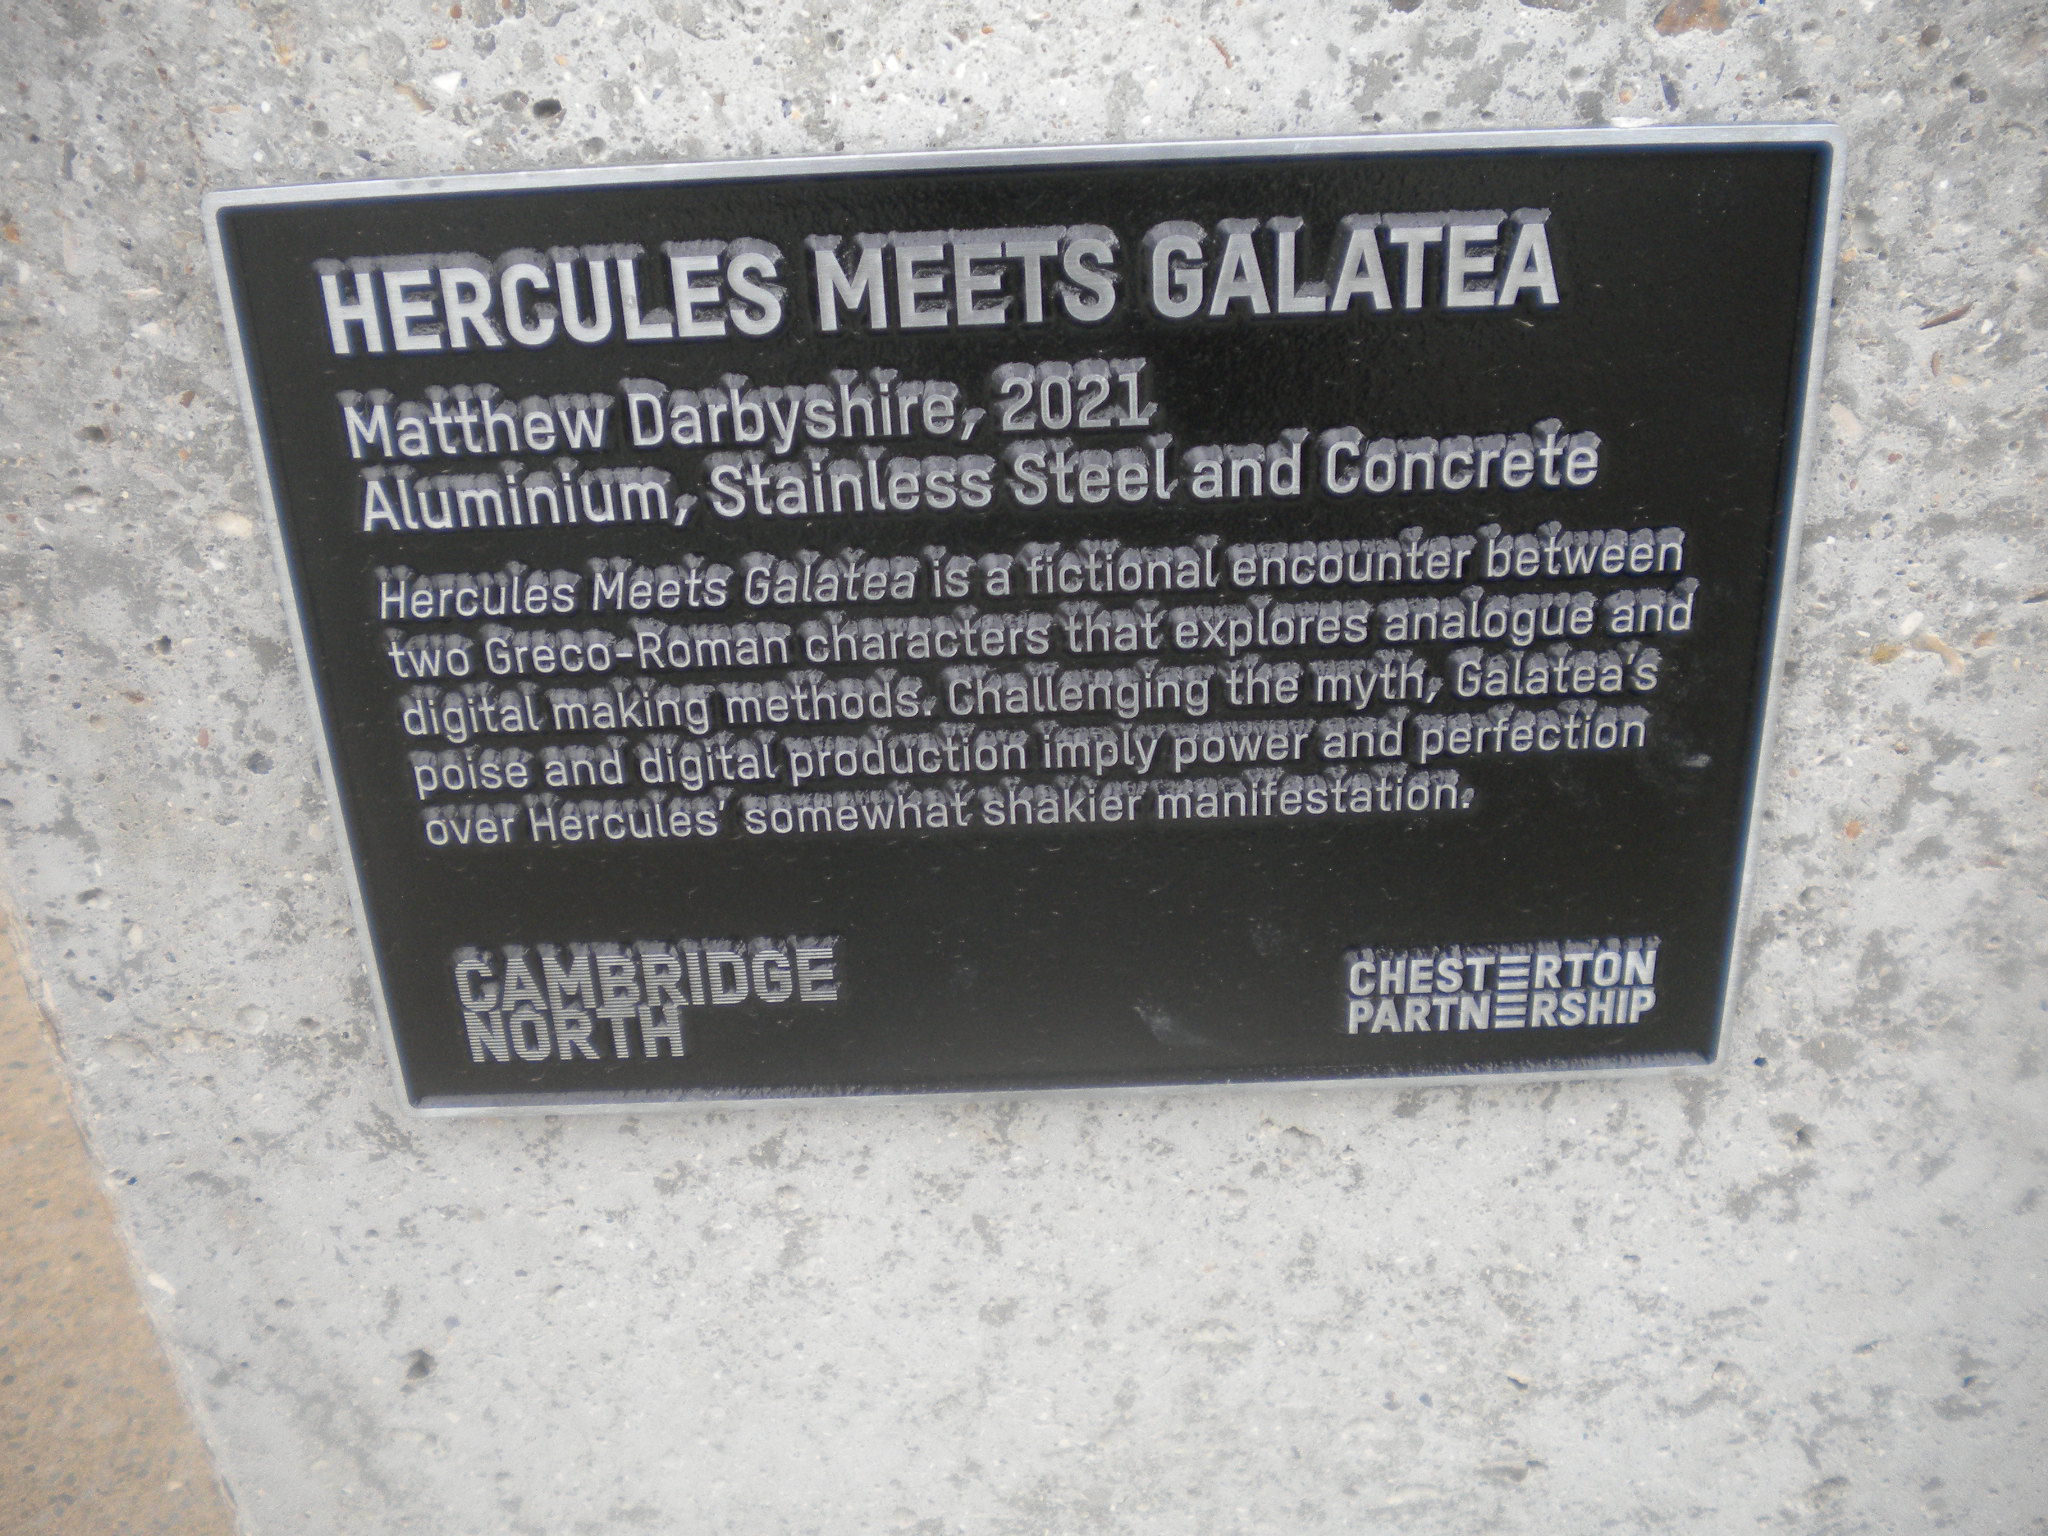 HERCULES MEETS GALATEA
Matthew Darbyshire, 2021
Aluminium, Stainless Steel and Concrete
Hercules Meets Galatea is a fictional encounter between
two Greco-Roman characters that explores analogue and
digital making methods. Challenging the myth, Galatea's
poise and digital production imply power and perfection
over Hercules' somewhat shakier manifestation.
CAMBRIDGE
NORTH
CHESTERTON
PARTNERSHIP